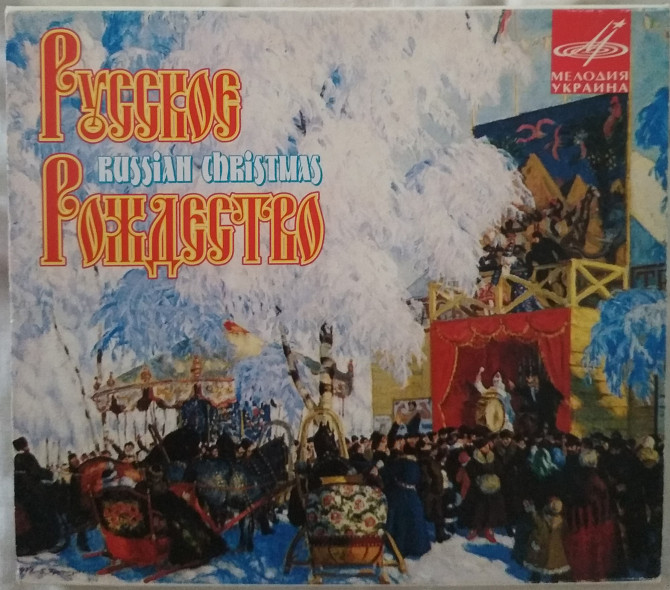 Русское
Russian Christmas
Рождество
МЕЛОДИЯ
УКРАИНА